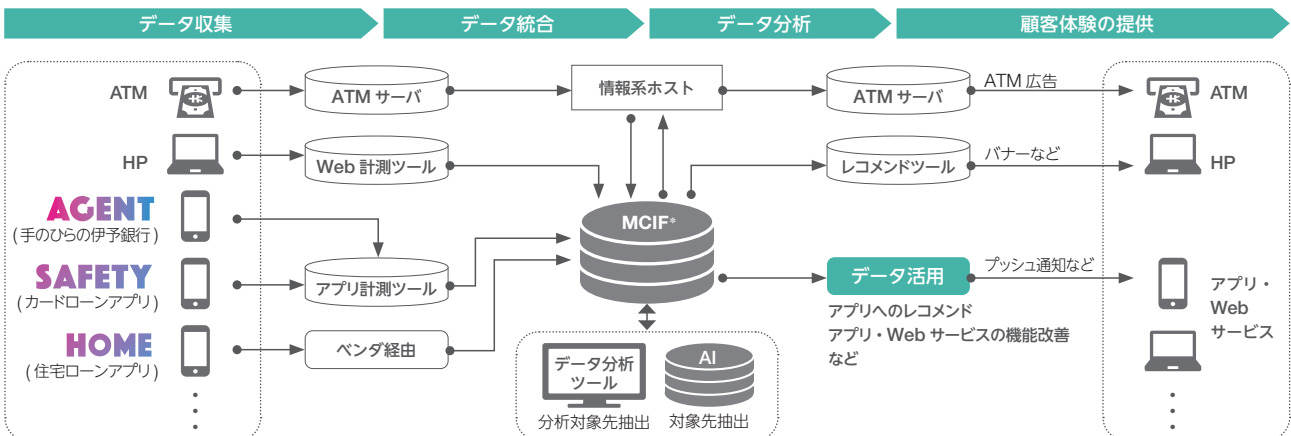 データ収集
データ統合
データ分析
顧客体験の提供
ATM
ATM サーバ
情報系ホスト
ATM サーバ
ATM 広告
ATM
HP
Web 計測ツール
レコメンドツール
バナーなど
HP
AGENT
(手のひらの伊予銀行)
MCIF*
SAFETY
(カードローンアプリ)
アプリ計測ツール
データ活用
プッシュ通知など
アプリへのレコメンド
アプリ・Web サービスの機能改善
など
アプリ・
Web
サービス
HOME
(住宅ローンアプリ)
ベンダ経由
データ分析
ツール
分析対象先抽出
AI
対象先抽出